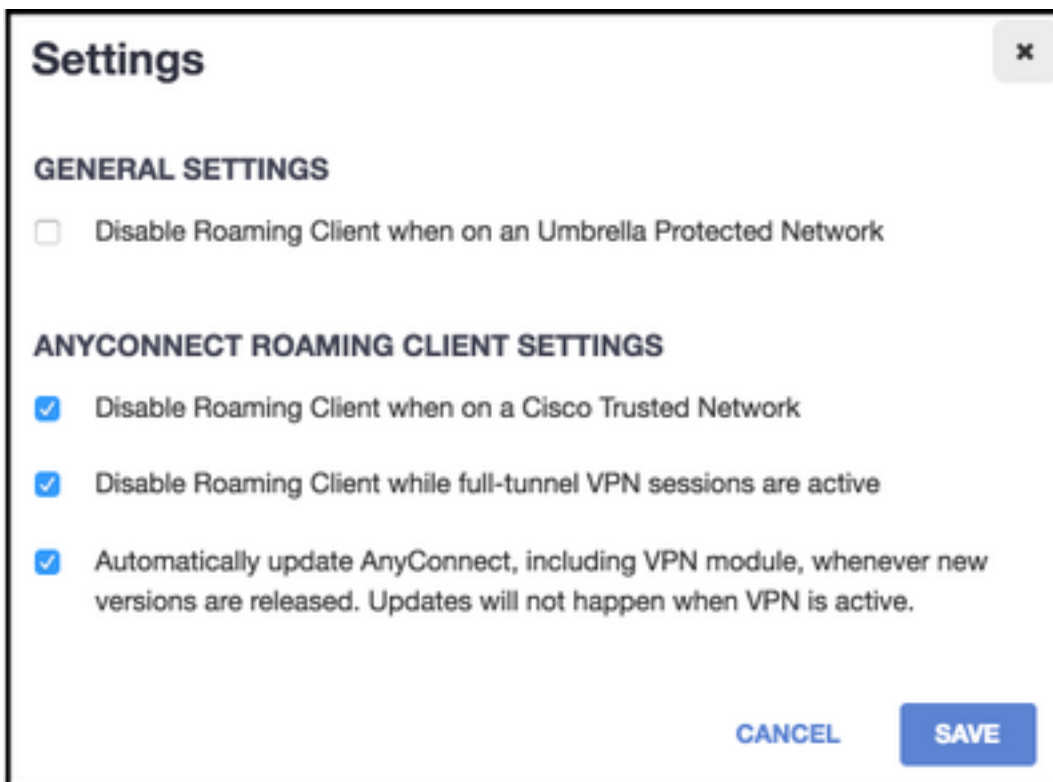 Settings
GENERAL SETTINGS
Disable Roaming Client when on an Umbrella Protected Network
ANYCONNECT ROAMING CLIENT SETTINGS
Disable Roaming Client when on a Cisco Trusted Network
Disable Roaming Client while full-tunnel VPN sessions are active
Automatically update AnyConnect, including VPN module, whenever new
versions are released. Updates will not happen when VPN is active.
CANCEL
SAVE